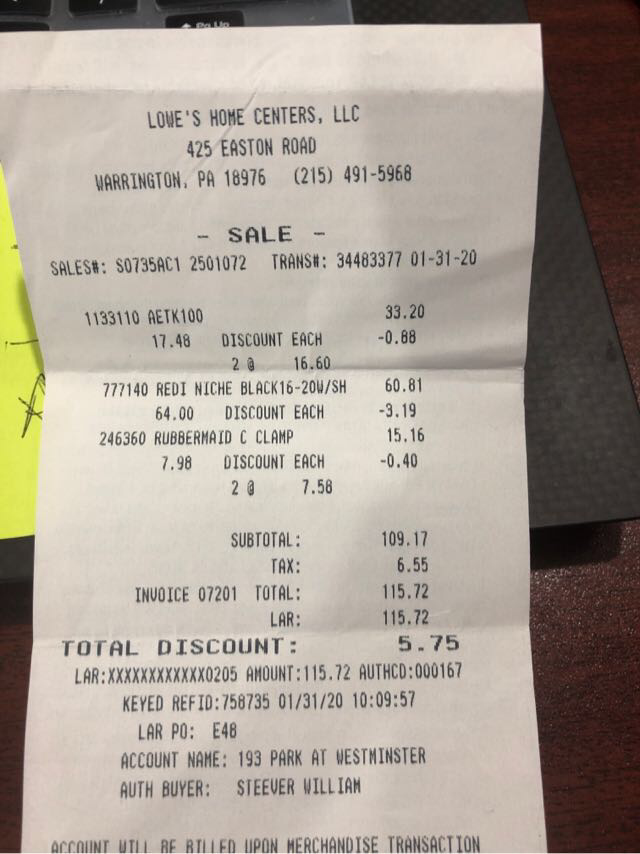 Pg Up
LOWE'S HOME CENTERS, LLC
425 EASTON ROAD
WARRINGTON, PA 18976 (215) 491-5968
- SALE -
SALES#: S0735AC1 2501072 TRANS#: 34483377 01-31-20
1133110 AETK100 33.20
17.48 DISCOUNT EACH -0.88
2 @ 16.60
777140 REDI NICHE BLACK16-20W/SH 60.81
64.00 DISCOUNT EACH -3.19
246360 RUBBERMAID C CLAMP 15.16
7.98 DISCOUNT EACH -0.40
2 @ 7.58
SUBTOTAL: 109.17
TAX: 6.55
INVOICE 07201 TOTAL: 115.72
LAR: 115.72
TOTAL DISCOUNT: 5.75
LAR:XXXXXXXXXXXX0205 AMOUNT:115.72 AUTHCD:000167
KEYED REFID:758735 01/31/20 10:09:57
LAR PO: E48
ACCOUNT NAME: 193 PARK AT WESTMINSTER
AUTH BUYER: STEEVER WILLIAM
ACCOUNT WILL BE BILLED UPON MERCHANDISE TRANSACTION